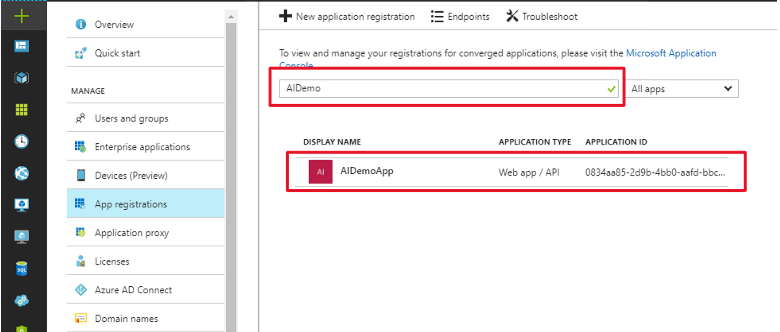 Overview
Quick start
MANAGE
Users and groups
Enterprise applications
Devices (Preview)
App registrations
Application proxy
Licenses
Azure AD Connect
Domain names
New application registration
Endpoints
Troubleshoot
To view and manage your registrations for converged applications, please visit the Microsoft Application
Console
AIDemo
All apps
DISPLAY NAME APPLICATION TYPE APPLICATION ID
AI AIDemoApp Web app / API 0834aa85-2d9b-4bb0-aafd-bbc...
SQL